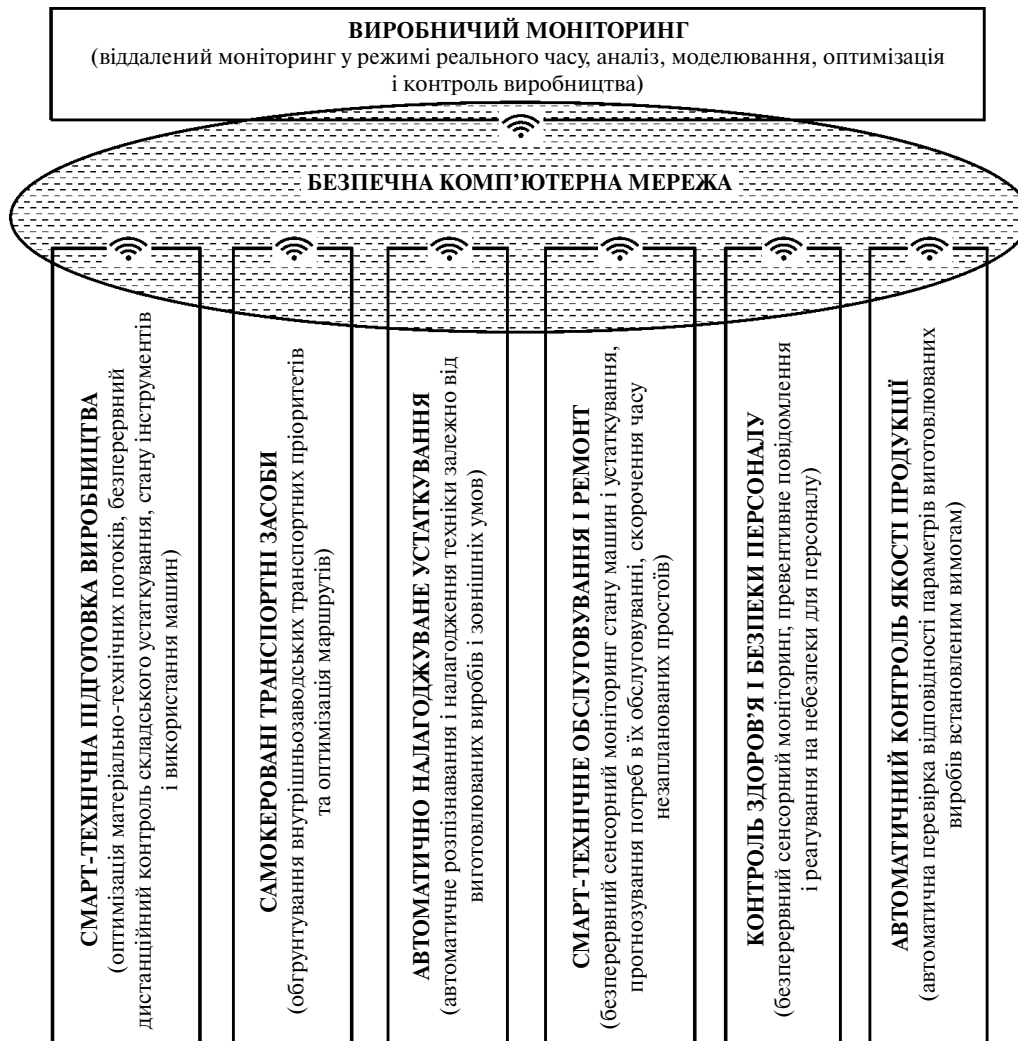 ВИРОБНИЧИЙ МОНІТОРИНГ
(віддалений моніторинг у режимі реального часу, аналіз, моделювання, оптимізація
і контроль виробництва)
БЕЗПЕЧНА КОМП’ЮТЕРНА МЕРЕЖА
СМАРТ-ТЕХНІЧНА ПІДГОТОВКА ВИРОБНИЦТВА
(оптимізація матеріально-технічних потоків, безперервний
дистанційний контроль складського устаткування, стану інструментів
і використання машин)
САМОКЕРОВАНІ ТРАНСПОРТНІ ЗАСОБИ
(обгрунтування внутрішньозаводських транспортних пріоритетів
та оптимізація маршрутів)
АВТОМАТИЧНО НАЛАГОДЖУВАНЕ УСТАТКУВАННЯ
(автоматичне розпізнавання і налагодження техніки залежно від
виготовлюваних виробів і зовнішніх умов)
СМАРТ-ТЕХНІЧНЕ ОБСЛУГОВУВАННЯ І РЕМОНТ
(безперервний сенсорний моніторинг стану машин і устаткування,
прогнозування потреб в їх обслуговуванні, скорочення часу
незапланованих простоїв)
КОНТРОЛЬ ЗДОРОВ’Я І БЕЗПЕКИ ПЕРСОНАЛУ
(безперервний сенсорний моніторинг, превентивне повідомлення
і реагування на небезпеки для персоналу)
АВТОМАТИЧНИЙ КОНТРОЛЬ ЯКОСТІ ПРОДУКЦІЇ
(автоматична перевірка відповідності параметрів виготовлюваних
виробів встановленим вимогам)